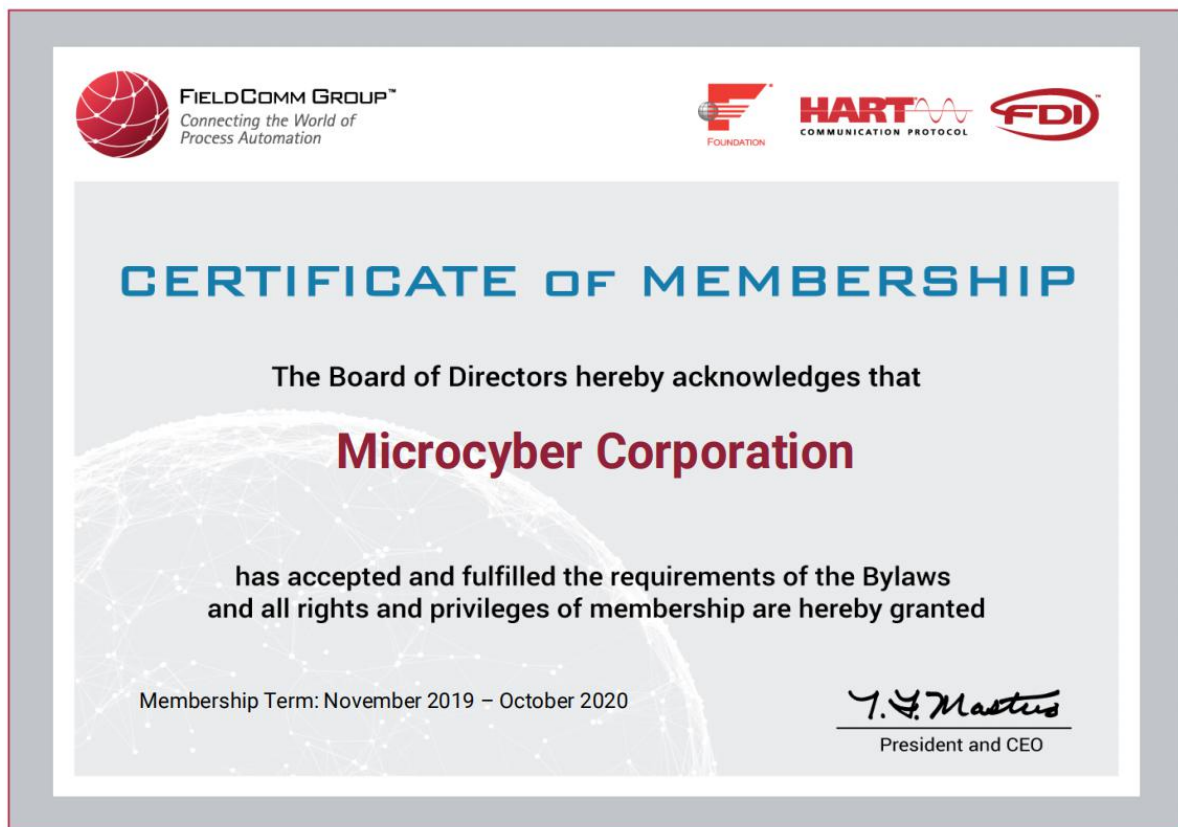 FIELDCOMM GROUP™
Connecting the World of
Process Automation
FOUNDATION
HART
COMMUNICATION PROTOCOL
FDI™
CERTIFICATE OF MEMBERSHIP
The Board of Directors hereby acknowledges that
Microcyber Corporation
has accepted and fulfilled the requirements of the Bylaws
and all rights and privileges of membership are hereby granted
Membership Term: November 2019 – October 2020
T.F. Masters
President and CEO